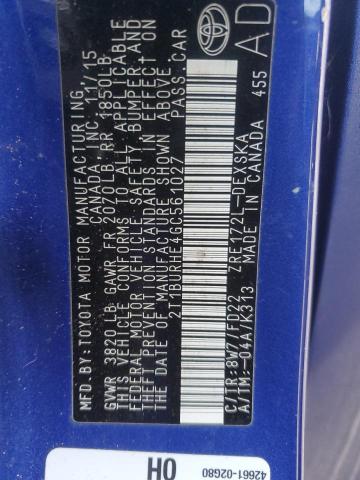 MFD. BY: TOYOTA MOTOR MANUFACTURING,
CANADA, INC. 11/15
GVWR 3820LB GAWR FR 2070LB RR 1850LB
THIS VEHICLE CONFORMS TO ALL APPLICABLE
FEDERAL MOTOR VEHICLE SAFETY, BUMPER, AND
THEFT PREVENTION STANDARDS IN EFFECT ON
THE DATE OF MANUFACTURE SHOWN ABOVE.
2T1BURHE4GC561027 PASS. CAR
C/TR: 8W7/FD22 ZRE172L-DEXSKA
A/TM: -04A/K313 MADE IN CANADA 455
TOYOTA
AD
42661-02G80
OH